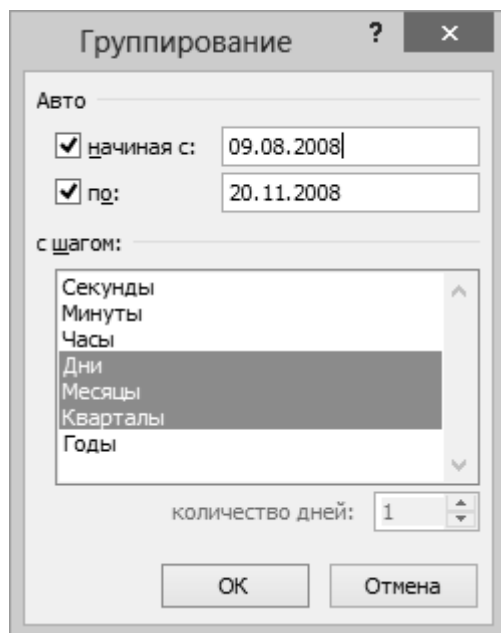 Группирование ? ×
Авто
начиная с: 09.08.2008
по: 20.11.2008
с шагом:
Секунды
Минуты
Часы
Дни
Месяцы
Кварталы
Годы
количество дней: 1
ОК Отмена